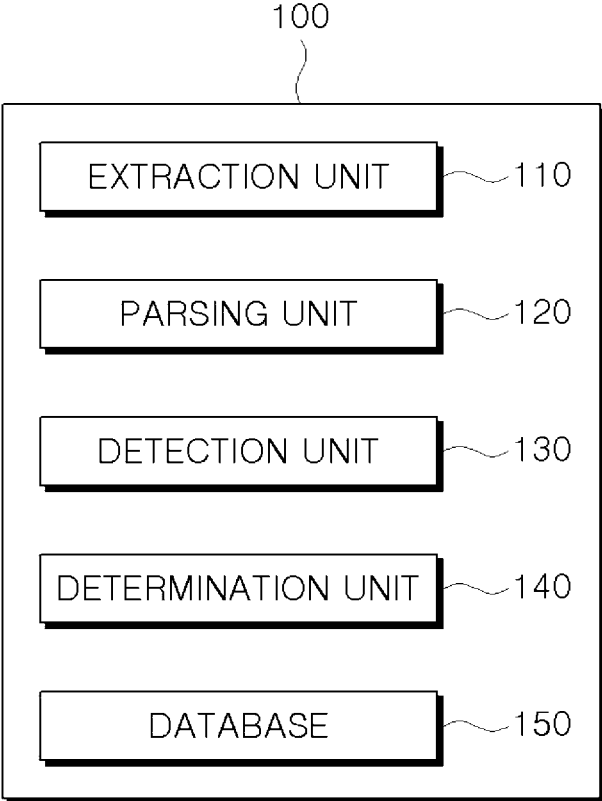 100
EXTRACTION UNIT 110
PARSING UNIT 120
DETECTION UNIT 130
DETERMINATION UNIT 140
DATABASE 150